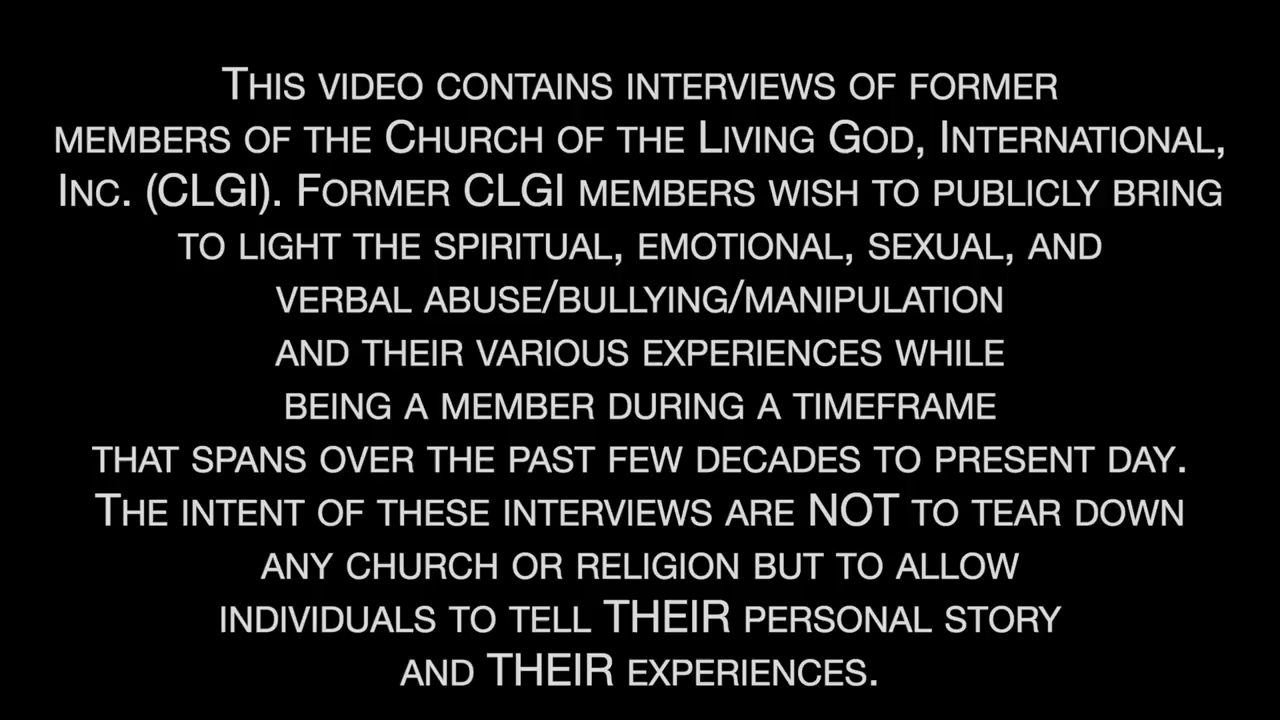 This video contains interviews of former
members of the Church of the Living God, International,
Inc. (CLGI). Former CLGI members wish to publicly bring
to light the spiritual, emotional, sexual, and
verbal abuse/bullying/manipulation
and their various experiences while
being a member during a timeframe
that spans over the past few decades to present day.
The intent of these interviews are NOT to tear down
any church or religion but to allow
individuals to tell THEIR personal story
and THEIR experiences.